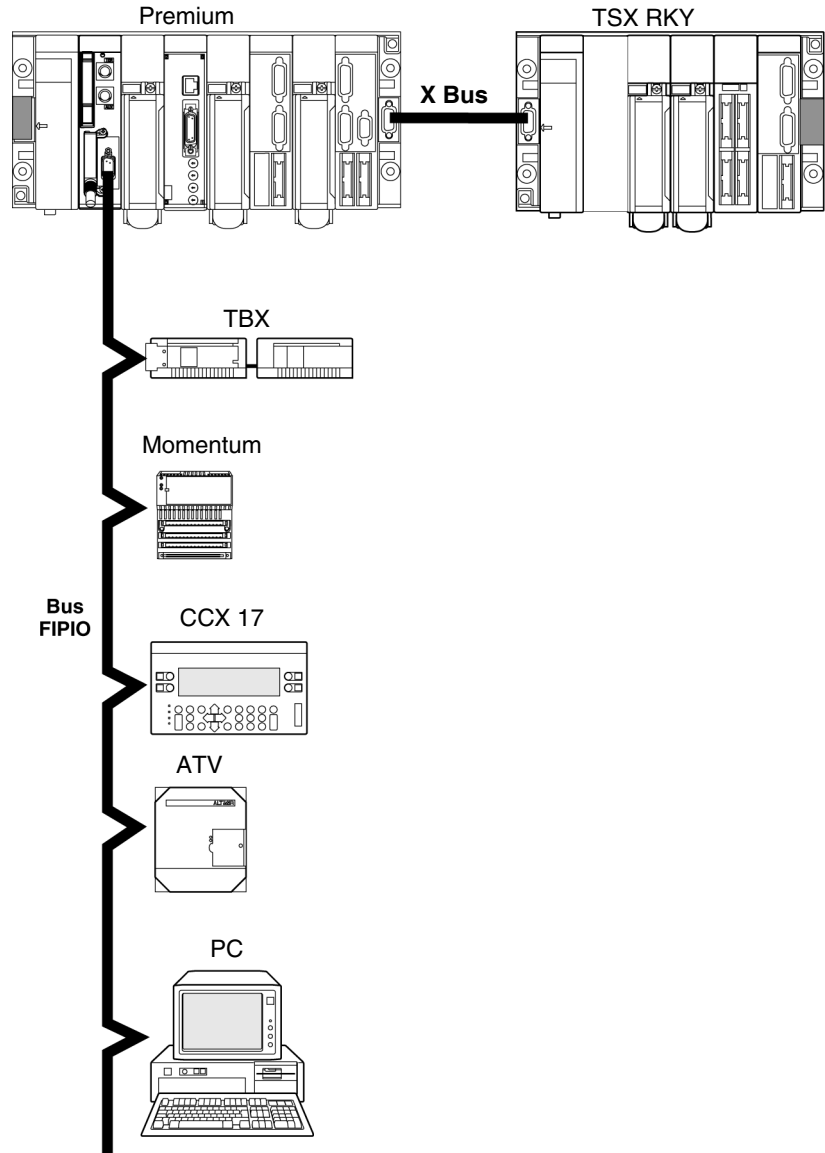 Premium
TSX RKY
X Bus
TBX
Momentum
Bus
FIPIO
CCX 17
ATV
PC